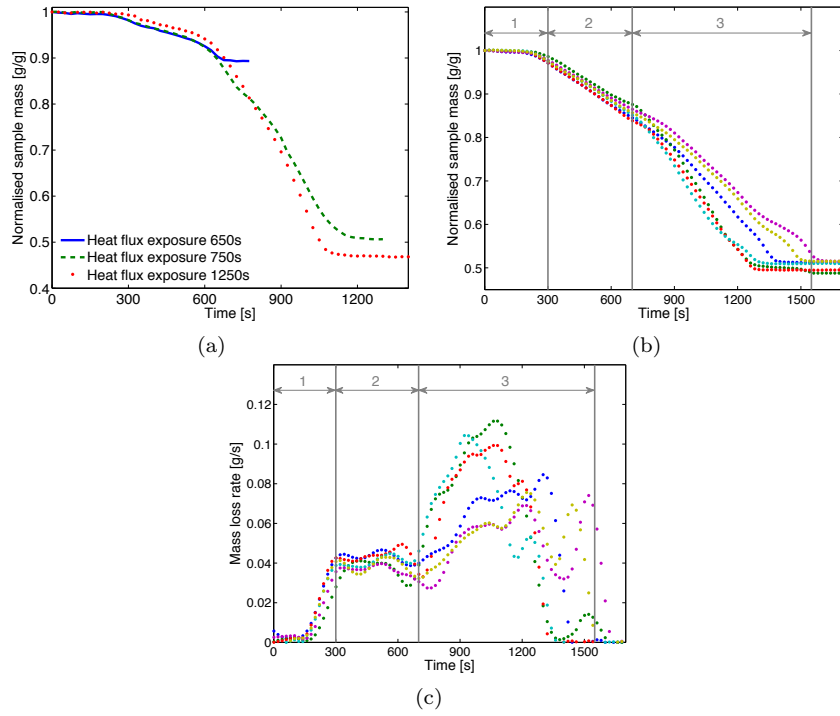 1
0.9
0.8
0.7
0.6
0.5
0.4
Normalised sample mass [g/g]
Heat flux exposure 650s
Heat flux exposure 750s
Heat flux exposure 1250s
0 300 600 900 1200
Time [s]
(a)
1 2 3
1
0.9
0.8
0.7
0.6
0.5
Normalised sample mass [g/g]
0 300 600 900 1200 1500
Time [s]
(b)
1 2 3
0.12
0.1
0.08
0.06
0.04
0.02
0
Mass loss rate [g/s]
0 300 600 900 1200 1500
Time [s]
(c)